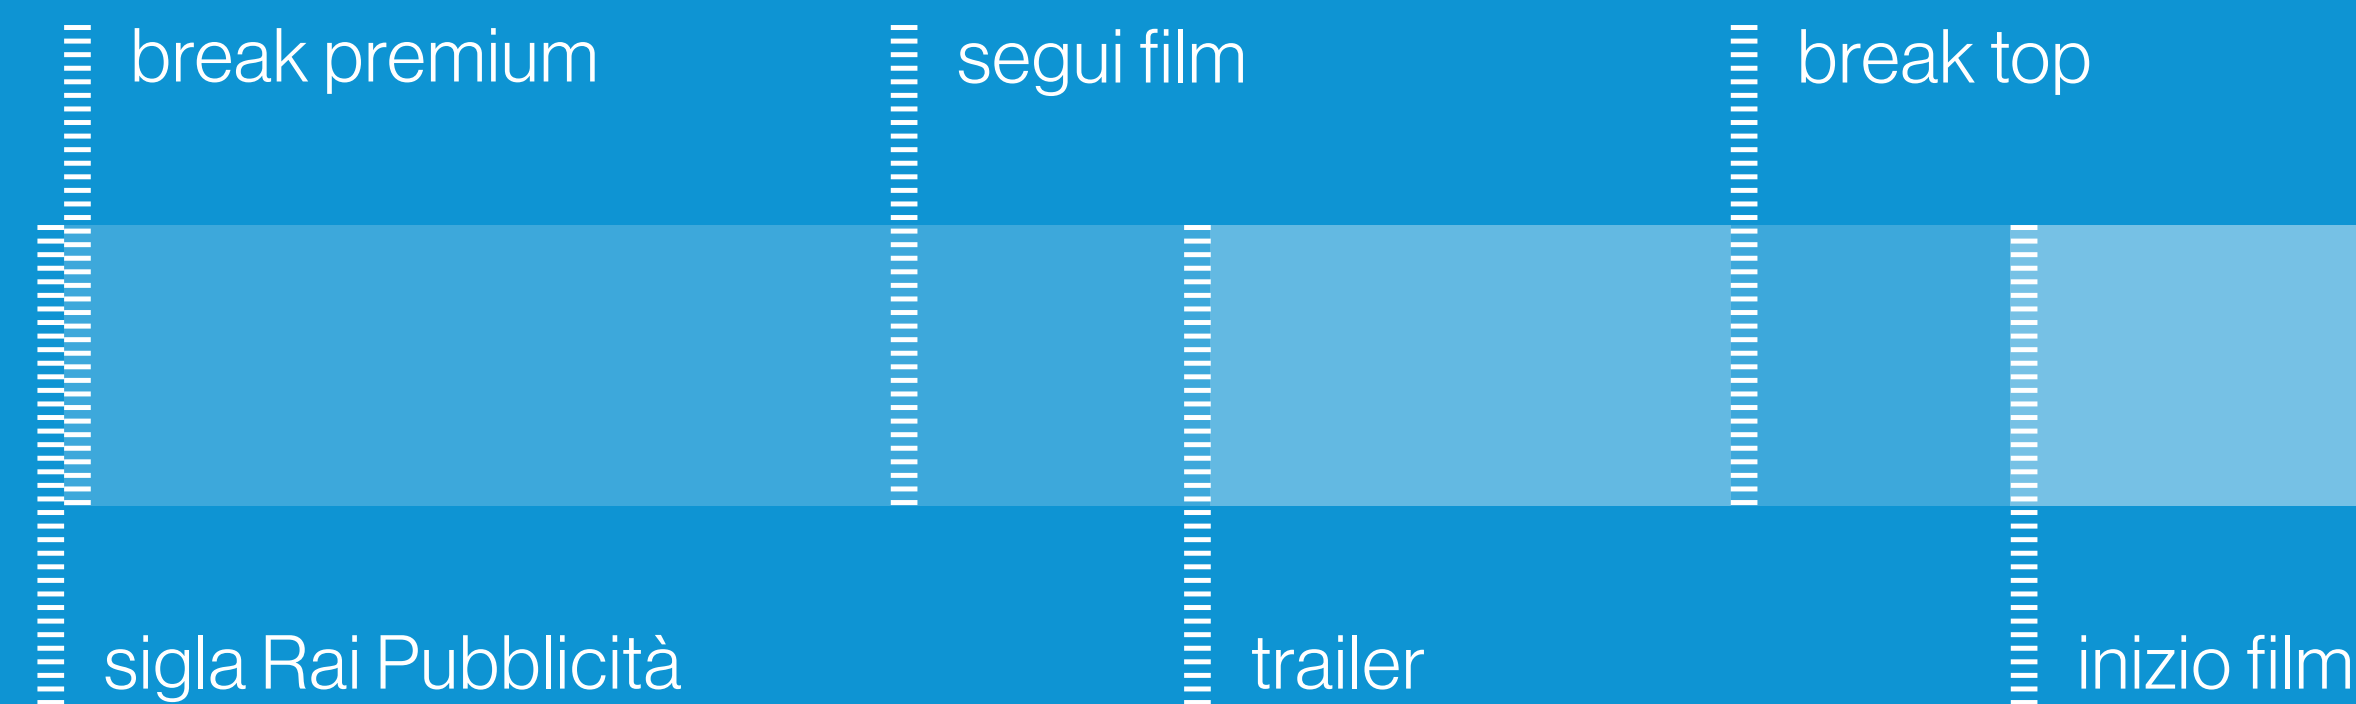 break premium
segui film
break top
sigla Rai Pubblicità
trailer
inizio film